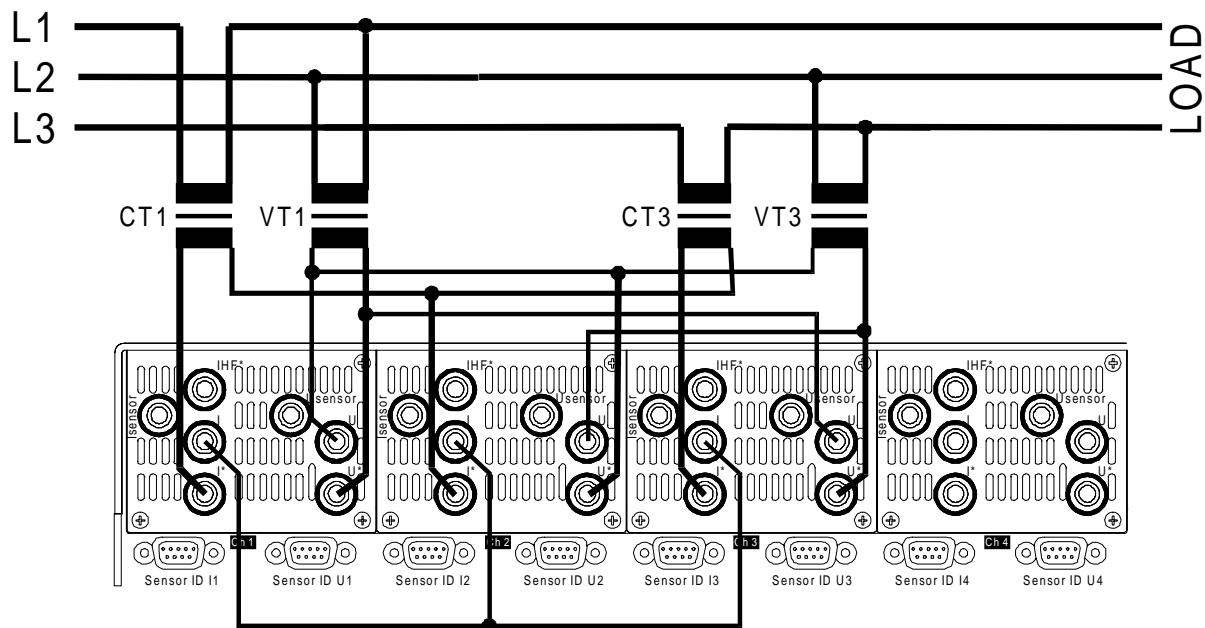 L1
L2
L3
LOAD
CT1
VT1
CT3
VT3
IHF*
Usensor
Isensor
I
U
I*
U*
IHF*
Usensor
Isensor
I
U
I*
U*
IHF*
Usensor
Isensor
I
U
I*
U*
IHF*
Usensor
Isensor
I
U
I*
U*
Ch 1
Ch 2
Ch 3
Ch 4
Sensor ID I1
Sensor ID U1
Sensor ID I2
Sensor ID U2
Sensor ID I3
Sensor ID U3
Sensor ID I4
Sensor ID U4